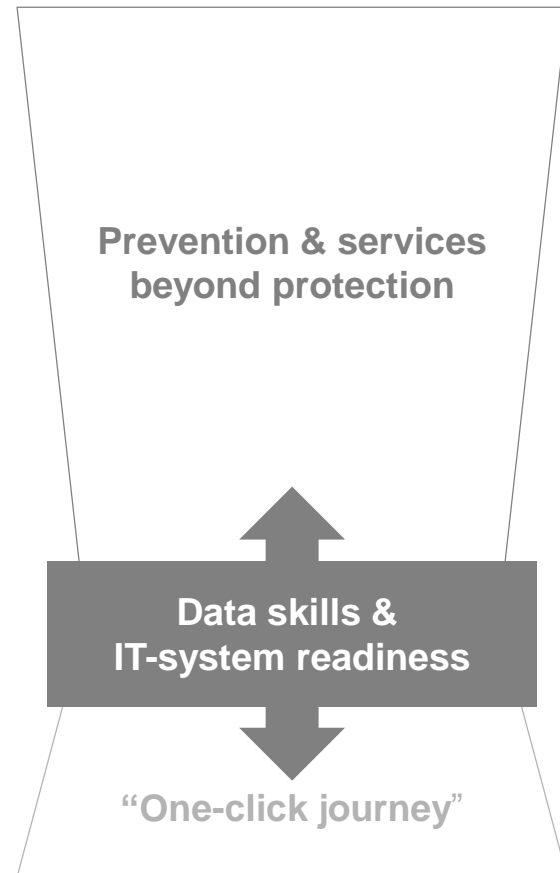 Prevention & services
beyond protection
Data skills &
IT-system readiness
“One-click journey”